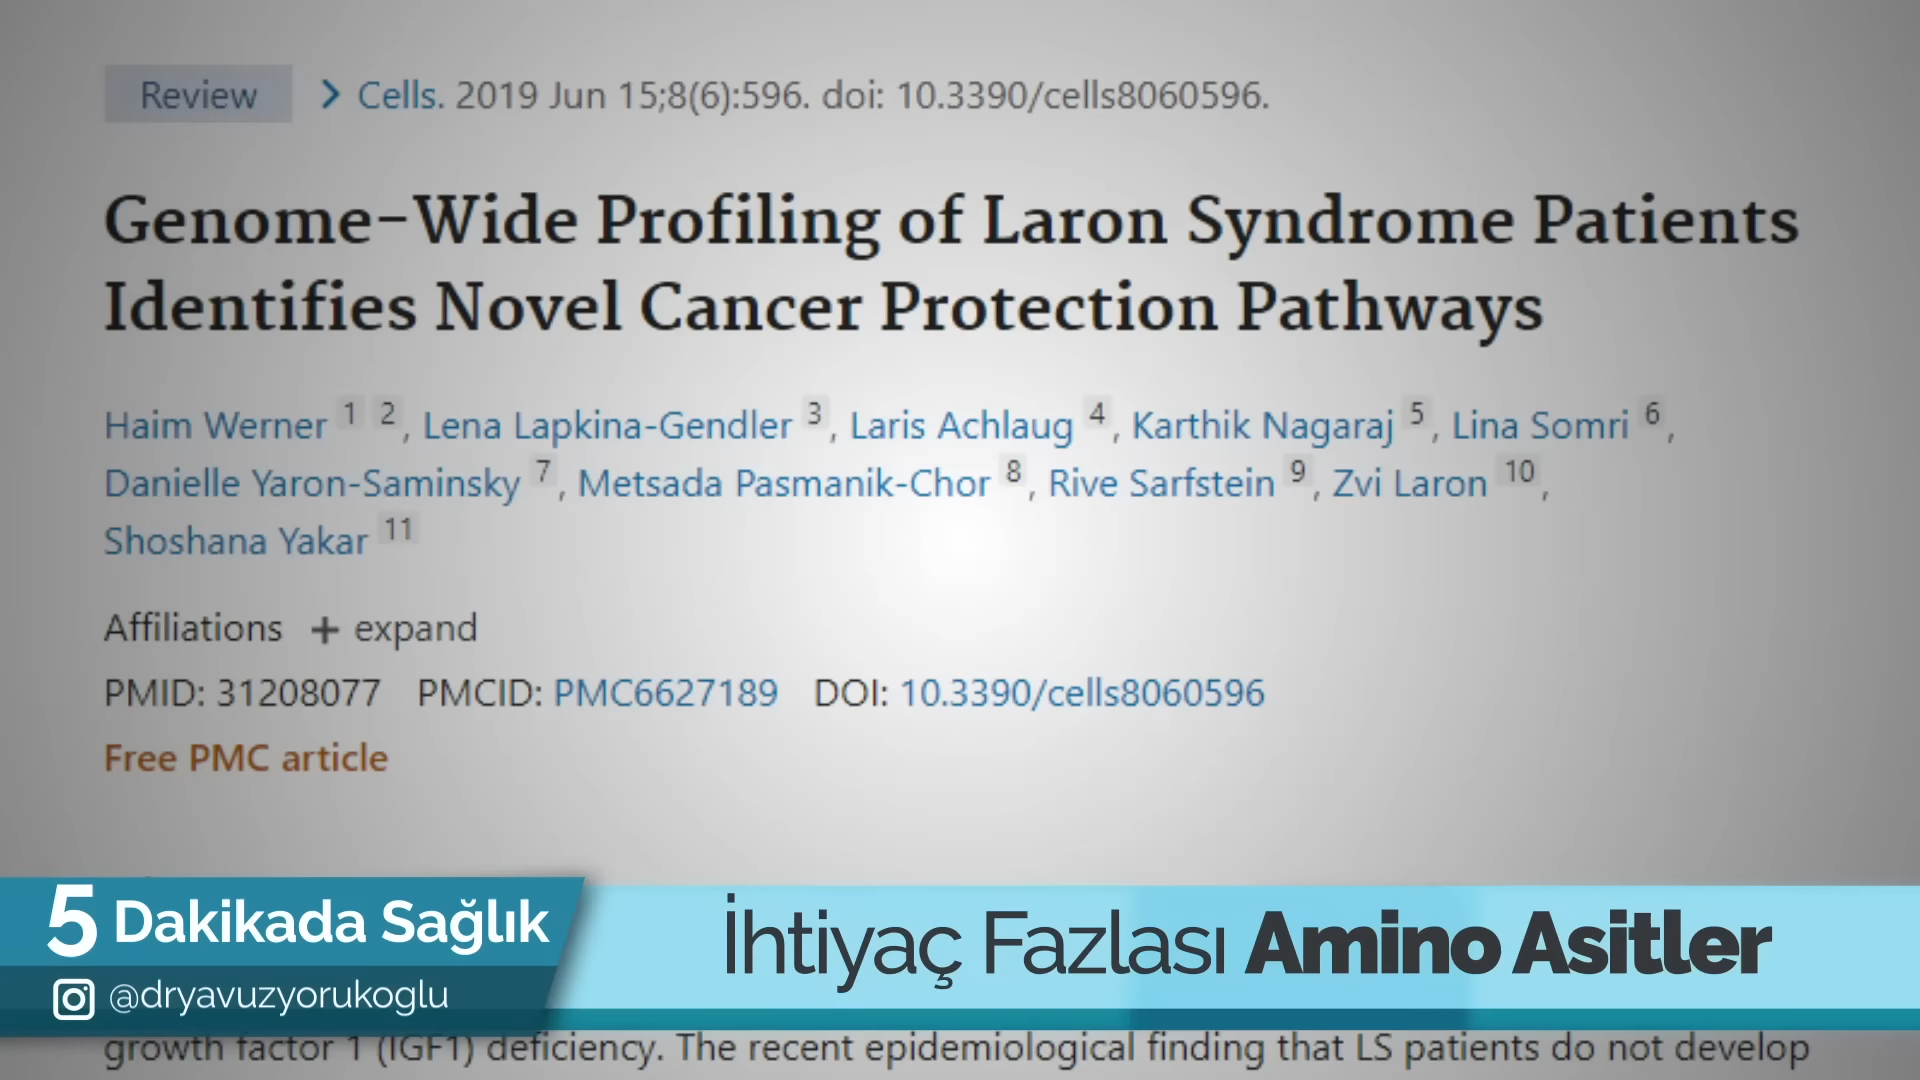 Review > Cells. 2019 Jun 15;8(6):596. doi: 10.3390/cells8060596.
Genome-Wide Profiling of Laron Syndrome Patients
Identifies Novel Cancer Protection Pathways
Haim Werner 1 2, Lena Lapkina-Gendler 3, Laris Achlaug 4, Karthik Nagaraj 5, Lina Somri 6,
Danielle Yaron-Saminsky 7, Metsada Pasmanik-Chor 8, Rive Sarfstein 9, Zvi Laron 10,
Shoshana Yakar 11
Affiliations + expand
PMID: 31208077 PMCID: PMC6627189 DOI: 10.3390/cells8060596
Free PMC article
5 Dakikada Sağlık
@dryavuzyorukoglu
İhtiyaç Fazlası Amino Asitler
growth factor 1 (IGF1) deficiency. The recent epidemiological finding that LS patients do not develop